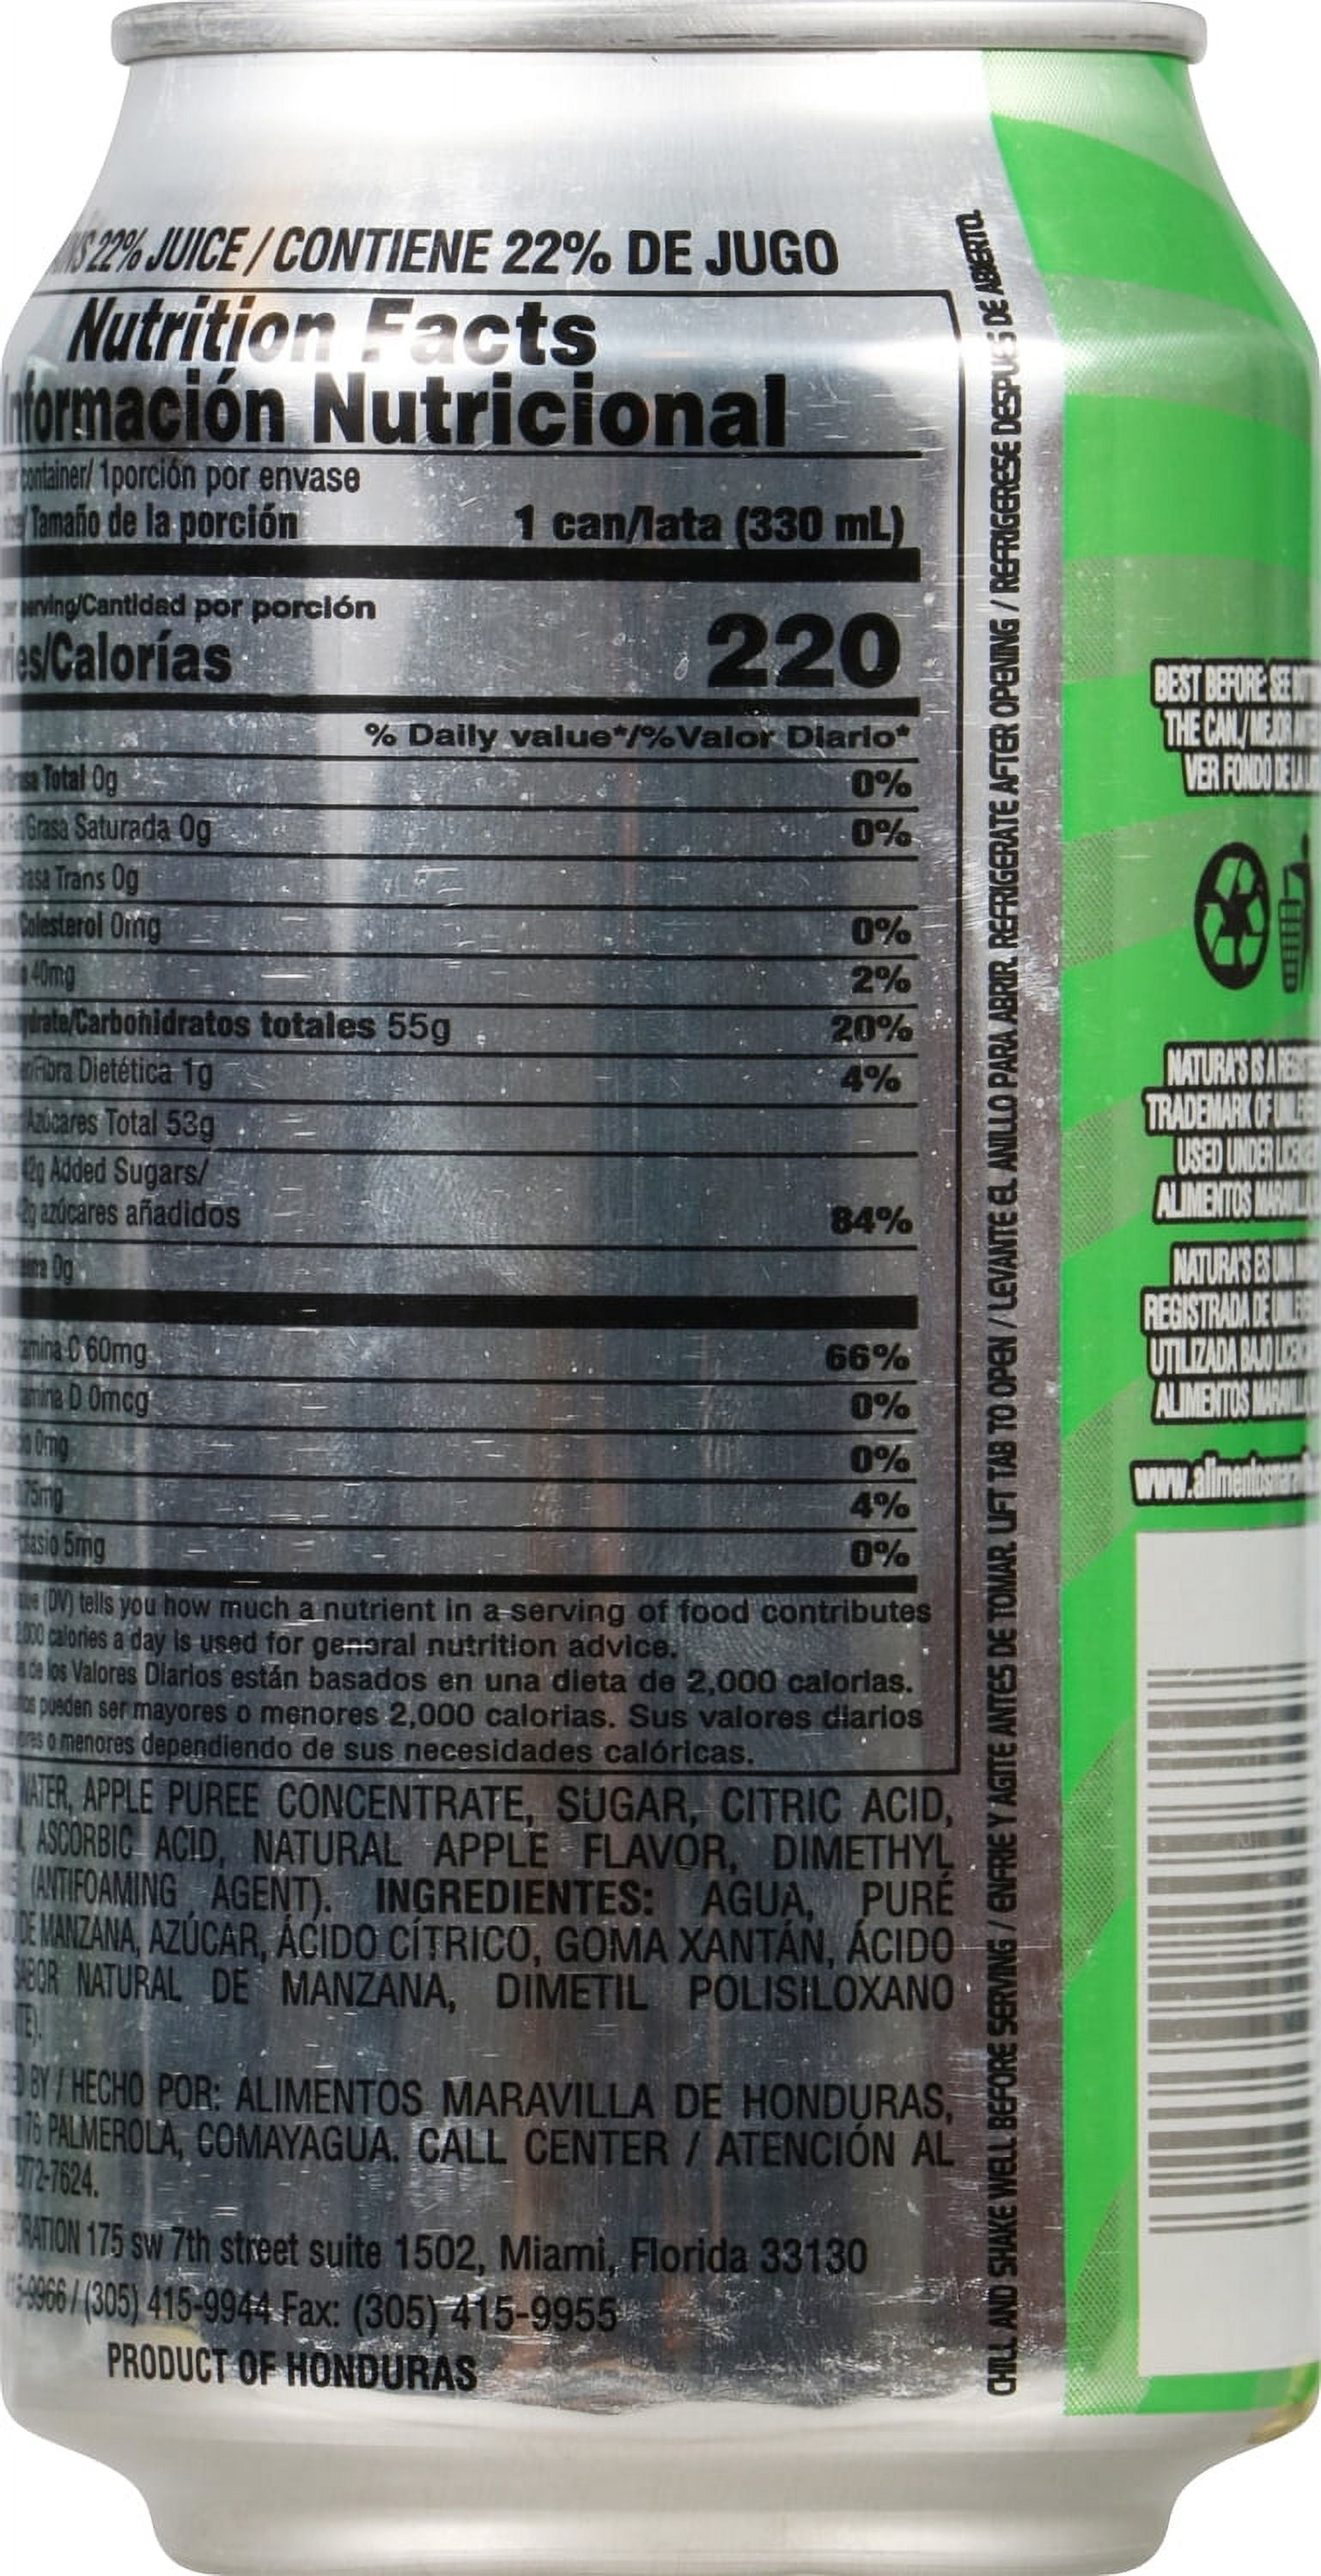 22% JUICE / CONTIENE 22% DE JUGO
Nutrition Facts
Información Nutricional
container/ 1porción por envase
Tamaño de la porción 1 can/lata (330 mL)
serving/Cantidad por porción
/Calorías 220
% Daily value*/%Valor Diario*
Total 0g 0%
Grasa Saturada 0g 0%
Trans 0g
Colesterol 0mg 0%
40mg 2%
/Carbohidratos totales 55g 20%
Fibra Dietética 1g 4%
Azúcares Total 53g
42g Added Sugars/
azúcares añadidos 84%
0g
C 60mg 66%
D 0mcg 0%
0mg 0%
75mg 4%
5mg 0%
(DV) tells you how much a nutrient in a serving of food contributes
calories a day is used for general nutrition advice.
de los Valores Diarios están basados en una dieta de 2,000 calorias.
pueden ser mayores o menores 2,000 calorias. Sus valores diarios
o menores dependiendo de sus necesidades calóricas.
WATER, APPLE PUREE CONCENTRATE, SUGAR, CITRIC ACID,
ASCORBIC ACID, NATURAL APPLE FLAVOR, DIMETHYL
(ANTIFOAMING AGENT). INGREDIENTES: AGUA, PURÉ
DE MANZANA, AZÚCAR, ÁCIDO CÍTRICO, GOMA XANTÁN, ÁCIDO
SABOR NATURAL DE MANZANA, DIMETIL POLISILOXANO
BY / HECHO POR: ALIMENTOS MARAVILLA DE HONDURAS,
76 PALMEROLA, COMAYAGUA. CALL CENTER / ATENCIÓN AL
-7624.
175 sw 7th street suite 1502, Miami, Florida 33130
-9966 / (305) 415-9944 Fax: (305) 415-9955
PRODUCT OF HONDURAS
CHILL AND SHAKE WELL BEFORE SERVING / ENFRIE Y AGITE ANTES DE TOMAR. LIFT TAB TO OPEN / LEVANTE EL ANILLO PARA ABRIR. REFRIGERATE AFTER OPENING / REFRIGERESE DESPUES DE ABIERTO.
BEST BEFORE: SEE
THE CAN./ MEJOR
VER FONDO DE LA
NATURA'S IS A
TRADEMARK OF
USED UNDER
ALIMENTOS
NATURA'S ES UNA
REGISTRADA DE
UTILIZADA BAJO
ALIMENTOS